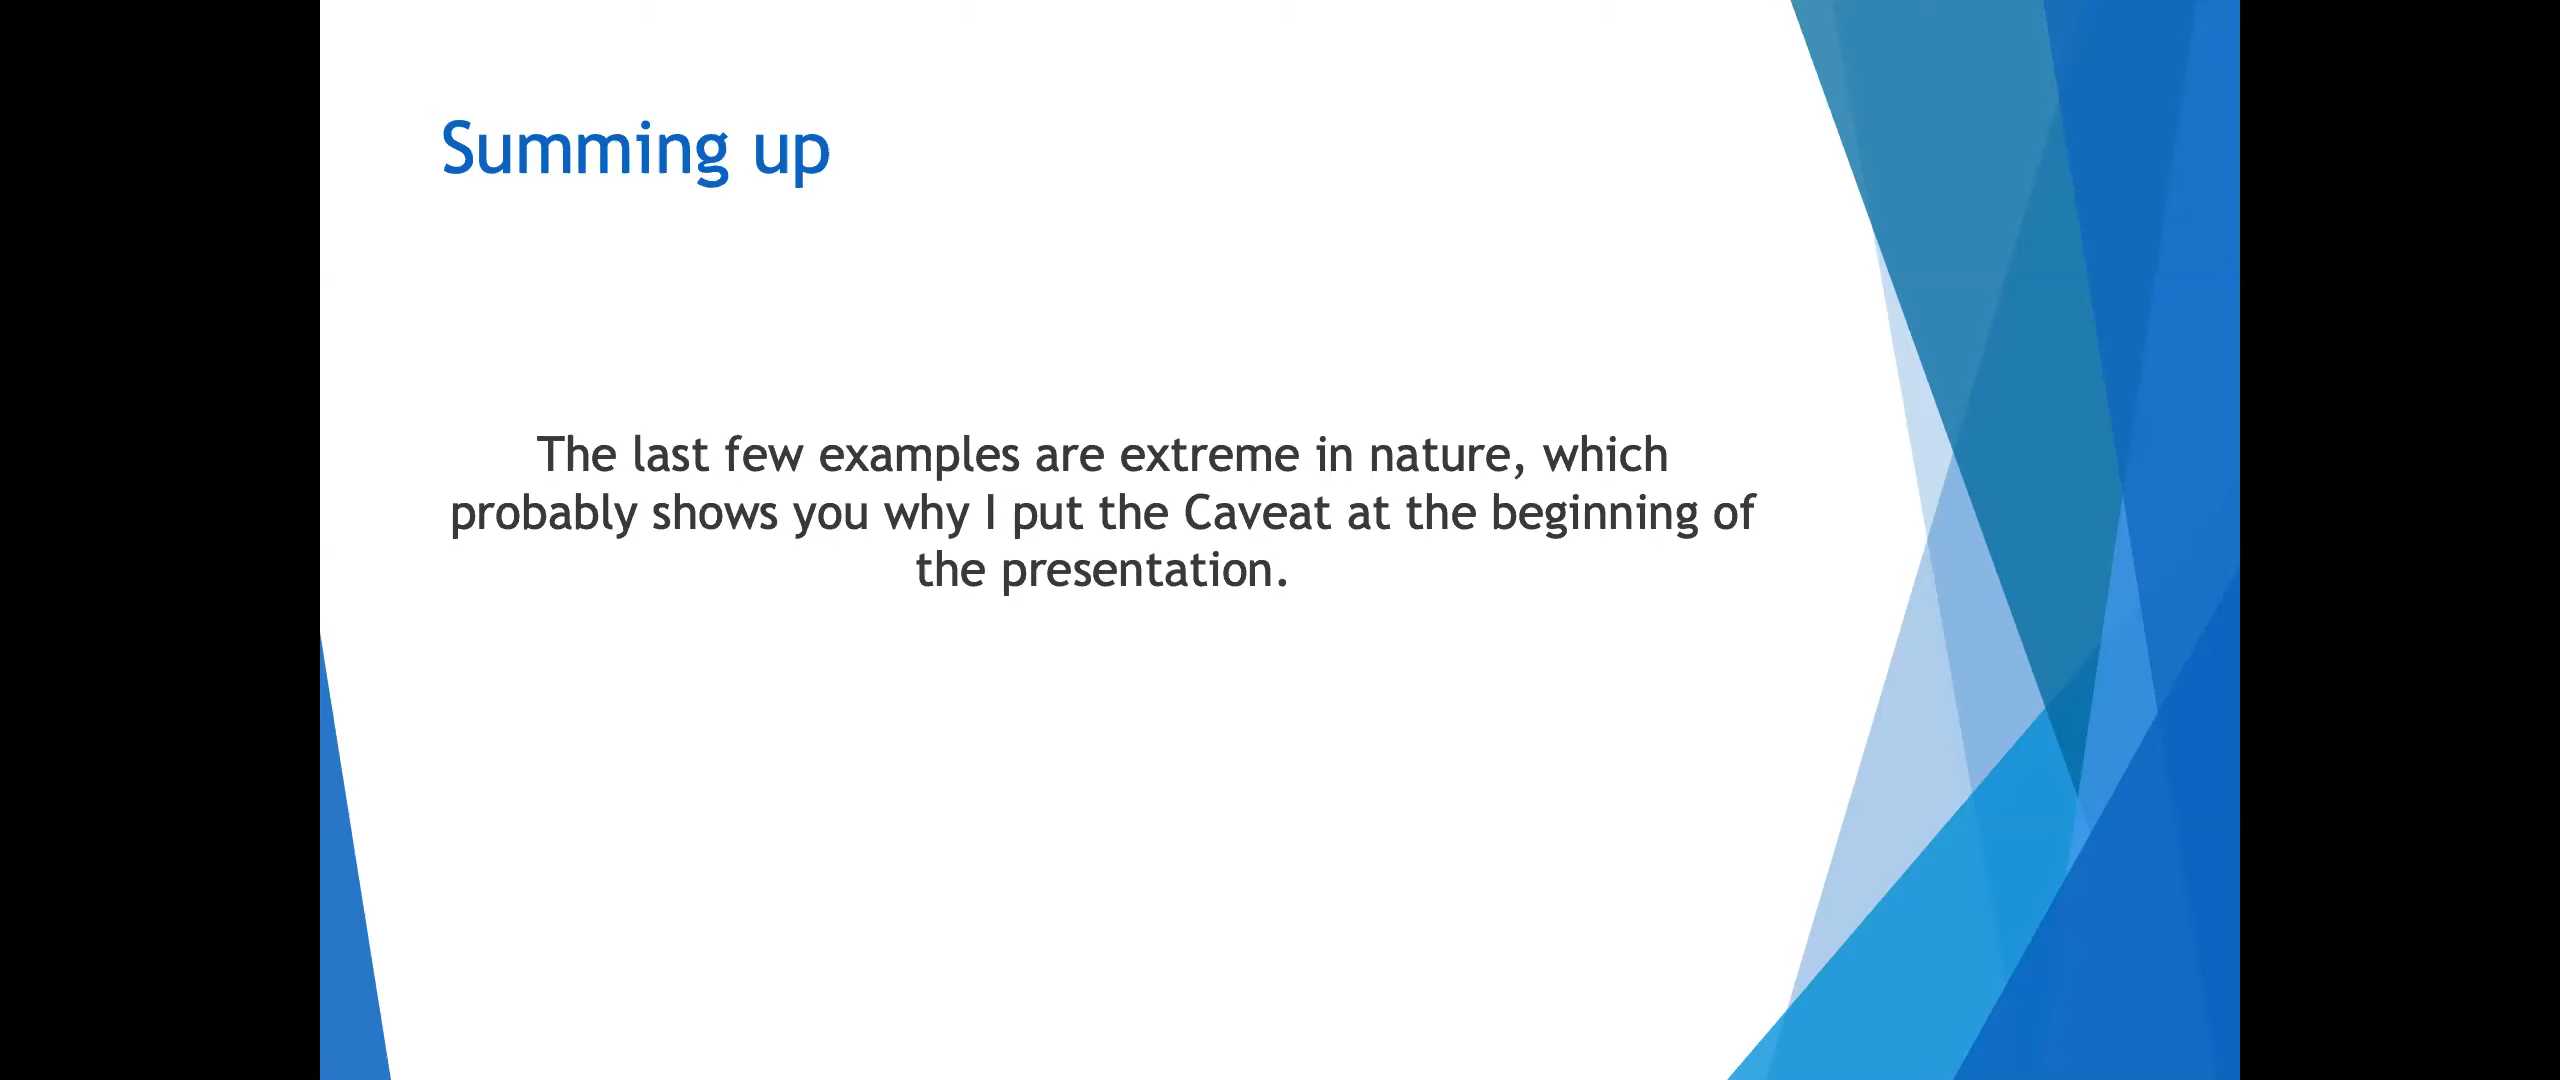 Summing up
The last few examples are extreme in nature, which
probably shows you why I put the Caveat at the beginning of
the presentation.